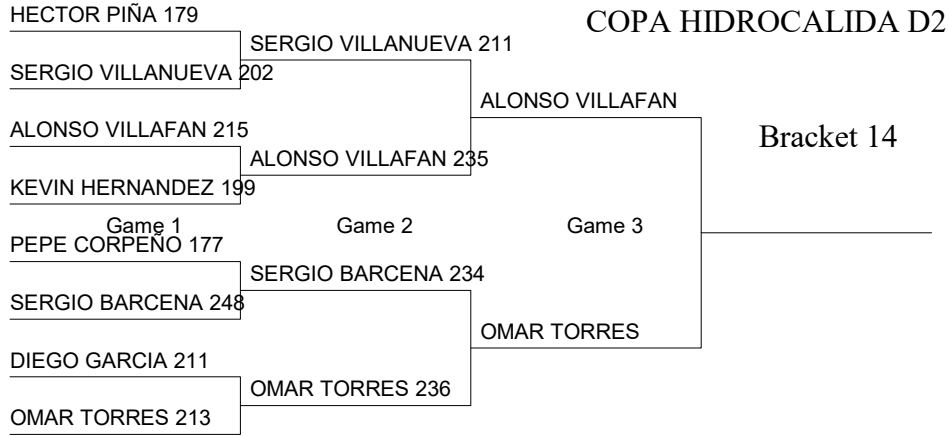 HECTOR PIÑA 179
COPA HIDROCALIDA D2
SERGIO VILLANUEVA 211
SERGIO VILLANUEVA 202
ALONSO VILLAFAN
ALONSO VILLAFAN 215
Bracket 14
ALONSO VILLAFAN 235
KEVIN HERNANDEZ 199
Game 1
Game 2
Game 3
PEPE CORPEÑO 177
SERGIO BARCENA 234
SERGIO BARCENA 248
OMAR TORRES
DIEGO GARCIA 211
OMAR TORRES 236
OMAR TORRES 213